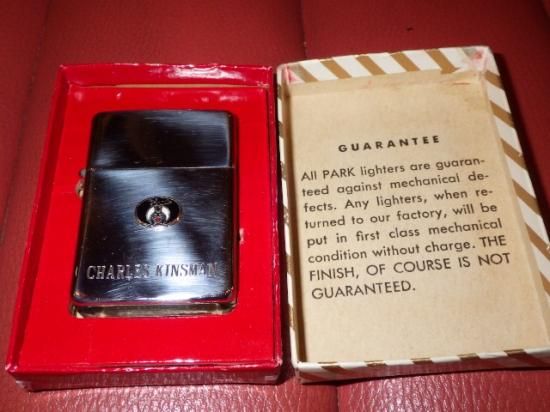 CHARLES KINSMAN
GUARANTEE
All PARK lighters are guaran-
teed against mechanical de-
fects. Any lighters, when re-
turned to our factory, will be
put in first class mechanical
condition without charge. THE
FINISH, OF COURSE IS NOT
GUARANTEED.